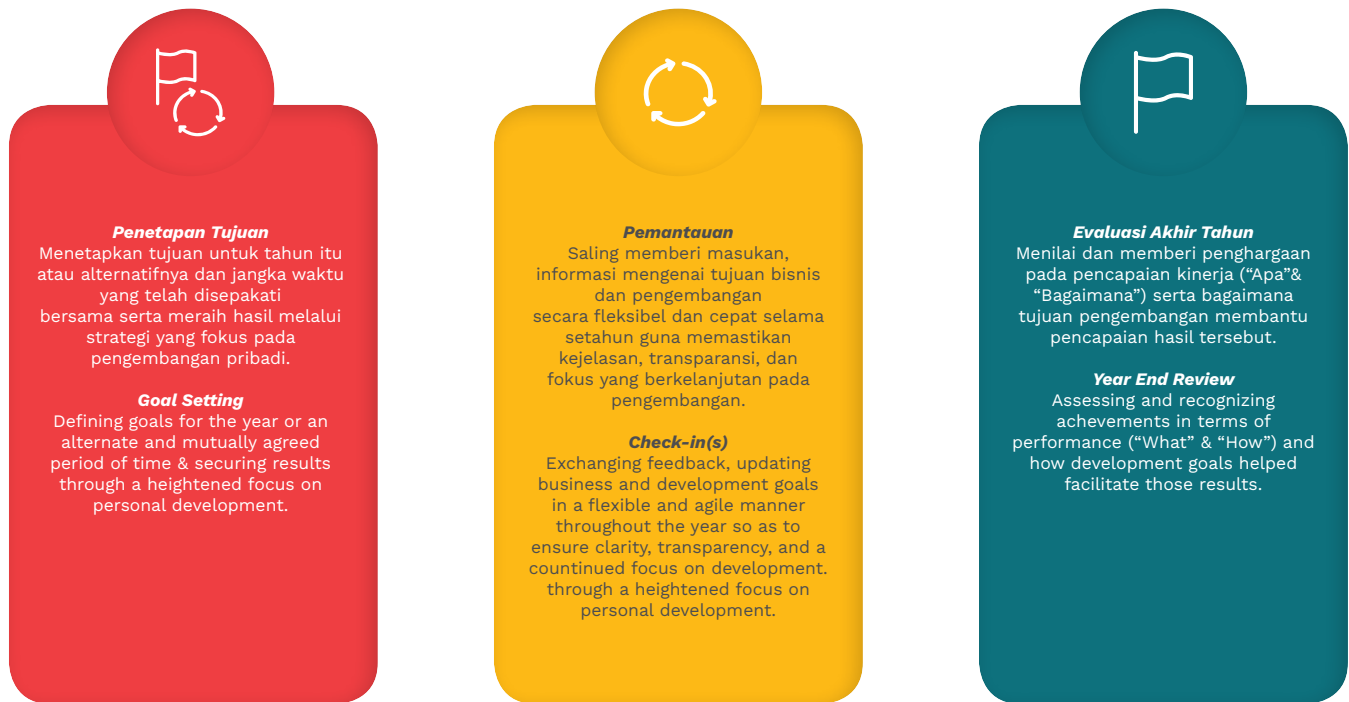 Penetapan Tujuan
Menetapkan tujuan untuk tahun itu
atau alternatifnya dan jangka waktu
yang telah disepakati
bersama serta meraih hasil melalui
strategi yang fokus pada
pengembangan pribadi.
Goal Setting
Defining goals for the year or an
alternate and mutually agreed
period of time & securing results
through a heightened focus on
personal development.
Pemantauan
Saling memberi masukan,
informasi mengenai tujuan bisnis
dan pengembangan
secara fleksibel dan cepat selama
setahun guna memastikan
kejelasan, transparansi, dan
fokus yang berkelanjutan pada
pengembangan.
Check-in(s)
Exchanging feedback, updating
business and development goals
in a flexible and agile manner
throughout the year so as to
ensure clarity, transparency, and a
countinued focus on development.
through a heightened focus on
personal development.
Evaluasi Akhir Tahun
Menilai dan memberi penghargaan
pada pencapaian kinerja (“Apa”&
“Bagaimana”) serta bagaimana
tujuan pengembangan membantu
pencapaian hasil tersebut.
Year End Review
Assessing and recognizing
achevements in terms of
performance (“What” & “How”) and
how development goals helped
facilitate those results.